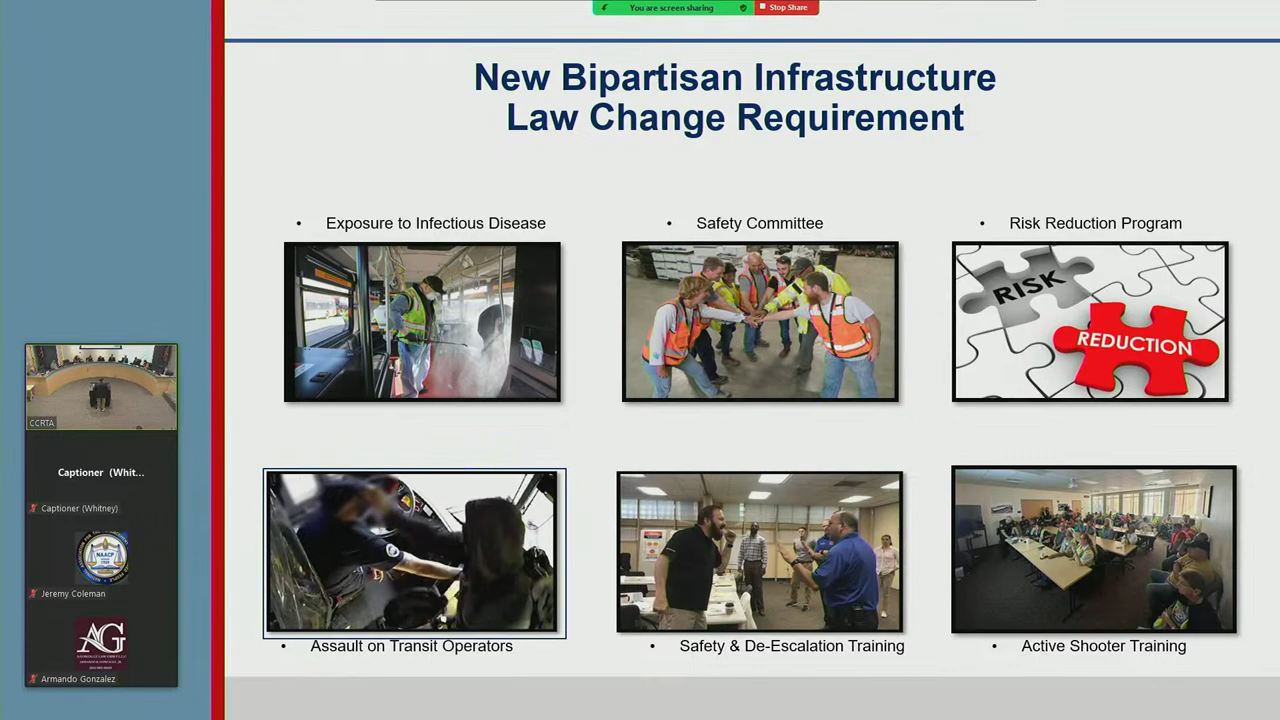 You are screen sharing
Stop Share
New Bipartisan Infrastructure
Law Change Requirement
• Exposure to Infectious Disease
• Safety Committee
• Risk Reduction Program
RISK
REDUCTION
CCRTA
Captioner (Whit...
Captioner (Whitney)
NAACP
Jeremy Coleman
AG
Armando Gonzalez
• Assault on Transit Operators
• Safety & De-Escalation Training
• Active Shooter Training